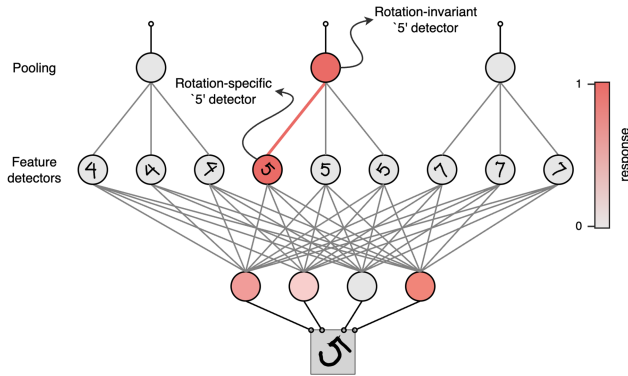 Rotation-invariant
`5' detector
Pooling
Rotation-specific
`5' detector
1
response
0
Feature
detectors
4 4 4 5 5 5 7 7 7
5